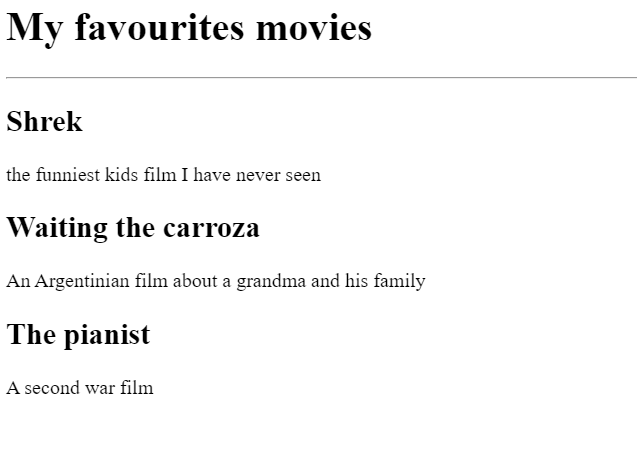 My favourites movies
Shrek
the funniest kids film I have never seen
Waiting the carroza
An Argentinian film about a grandma and his family
The pianist
A second war film